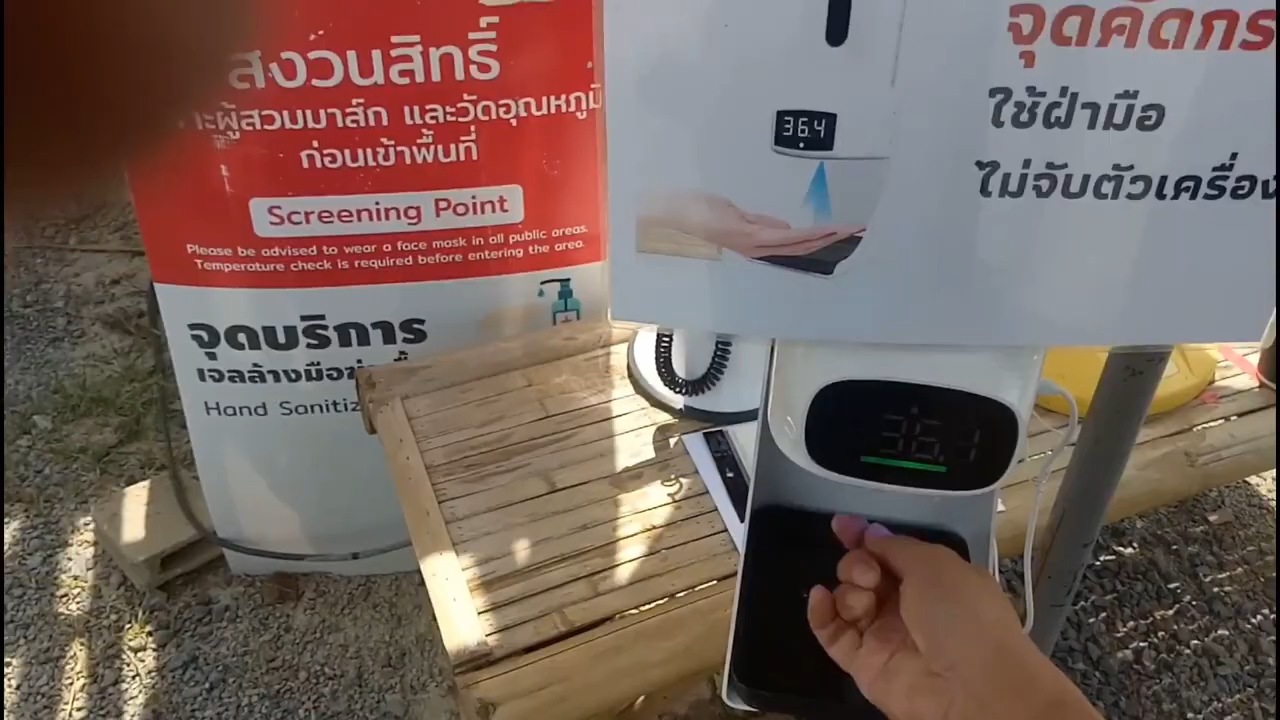 สงวนสิทธิ์
ผู้สวมมาส์ก และวัดอุณหภูมิ
ก่อนเข้าพื้นที่
Screening Point
Please be advised to wear a face mask in all public areas.
Temperature check is required before entering the area.
จุดบริการ
เจลล้างมือ
Hand Sanitiz
36.4
จุดคัดกร
ใช้ฝ่ามือ
ไม่จับตัวเครื่อง
36.1